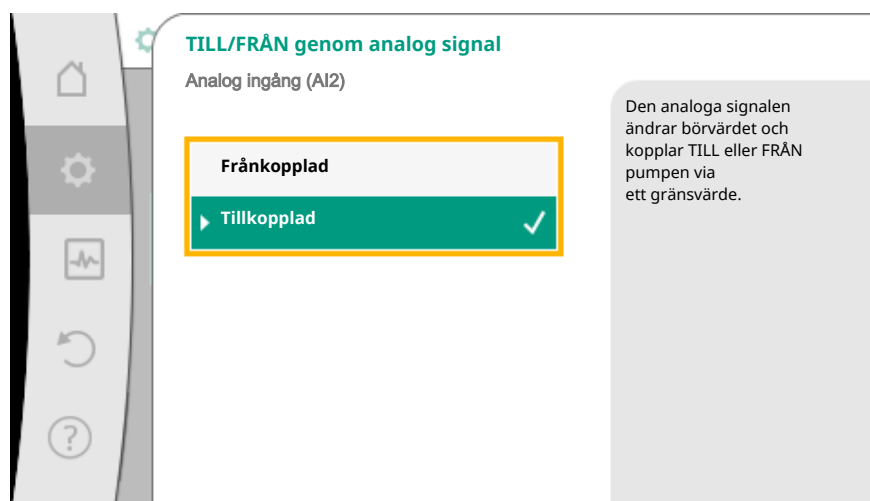 TILL/FRÅN genom analog signal
Analog ingång (AI2)
Frånkopplad
Tillkopplad
Den analoga signalen
ändrar börvärdet och
kopplar TILL eller FRÅN
pumpen via
ett gränsvärde.
?